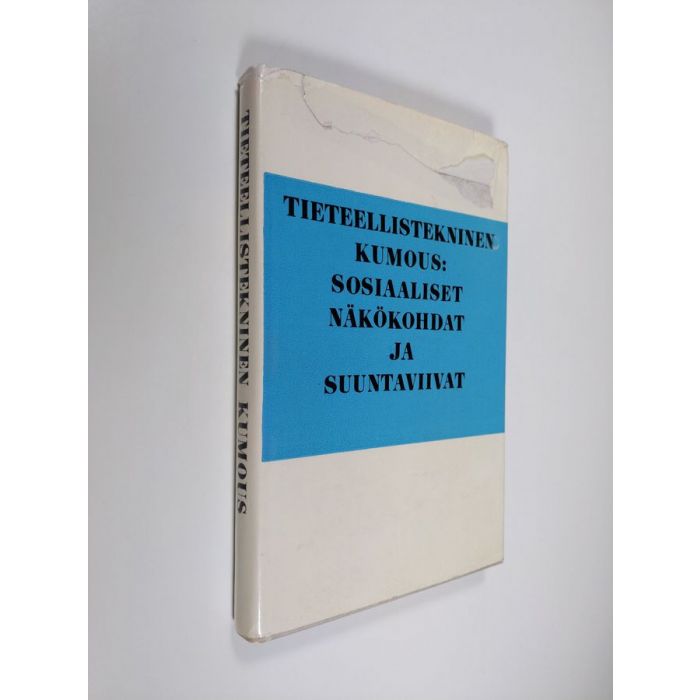 TIETEELLISTEKNINEN
KUMOUS:
SOSIAALISET
NÄKÖKOHDAT
JA
SUUNTAVIIVAT
TIETEELLISTEKNINEN KUMOUS